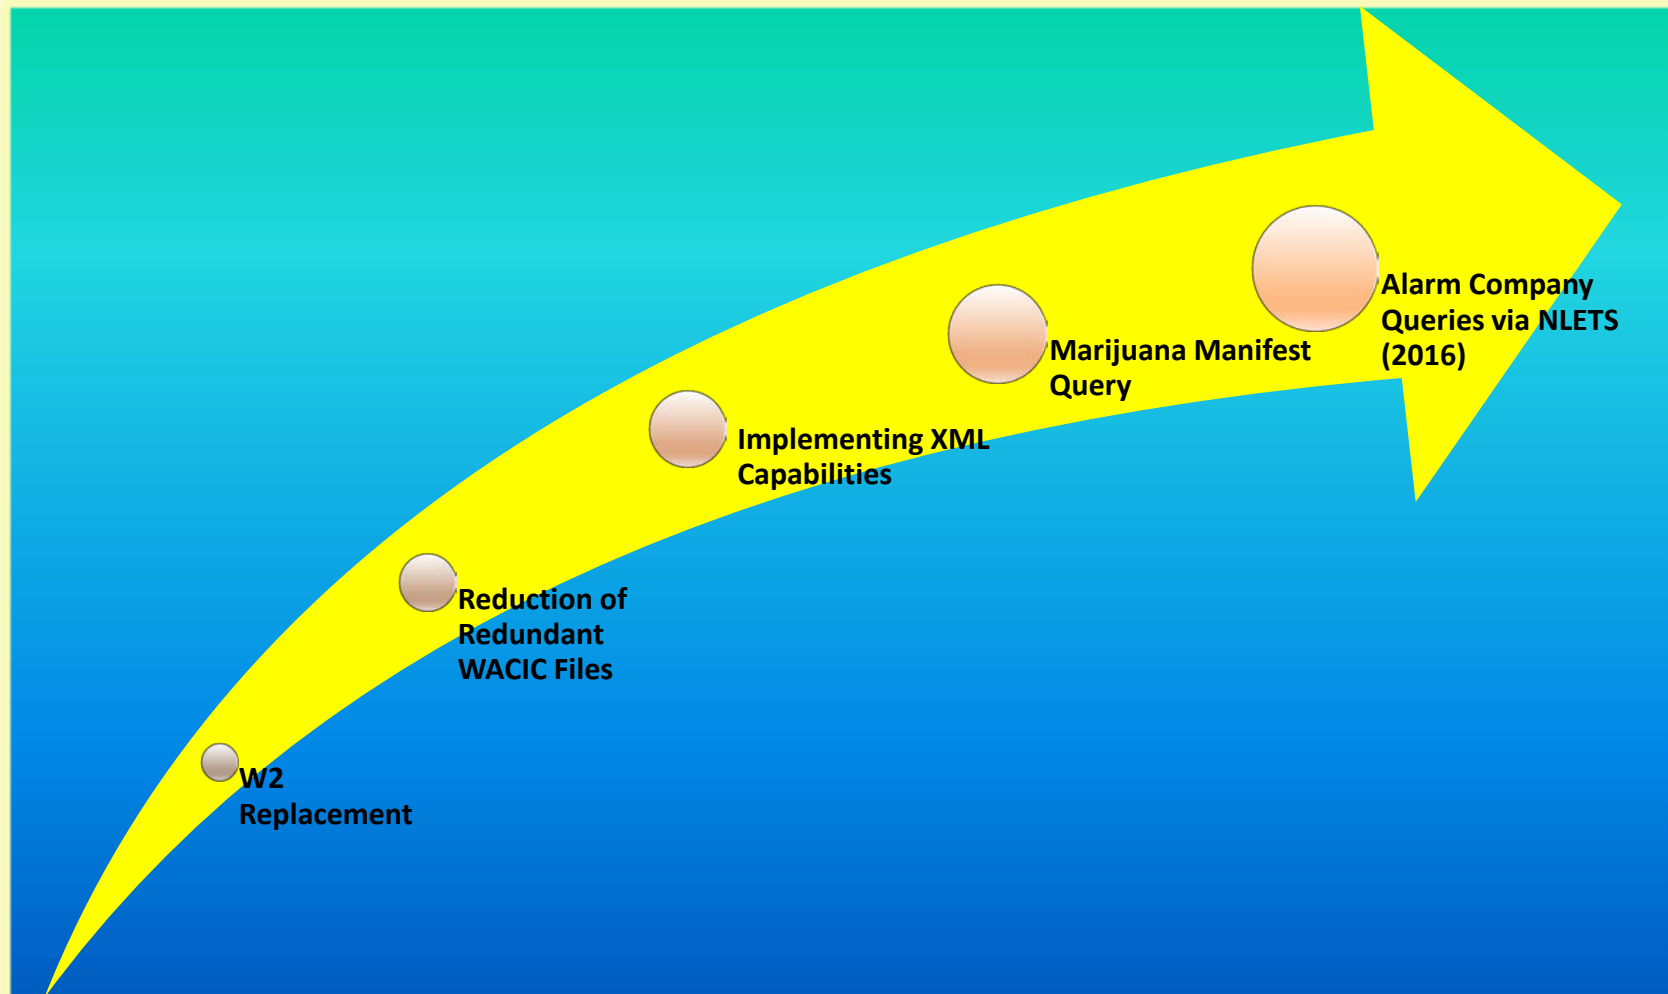 W2
Replacement
Reduction of
Redundant
WACIC Files
Implementing XML
Capabilities
Marijuana Manifest
Query
Alarm Company
Queries via NLETS
(2016)